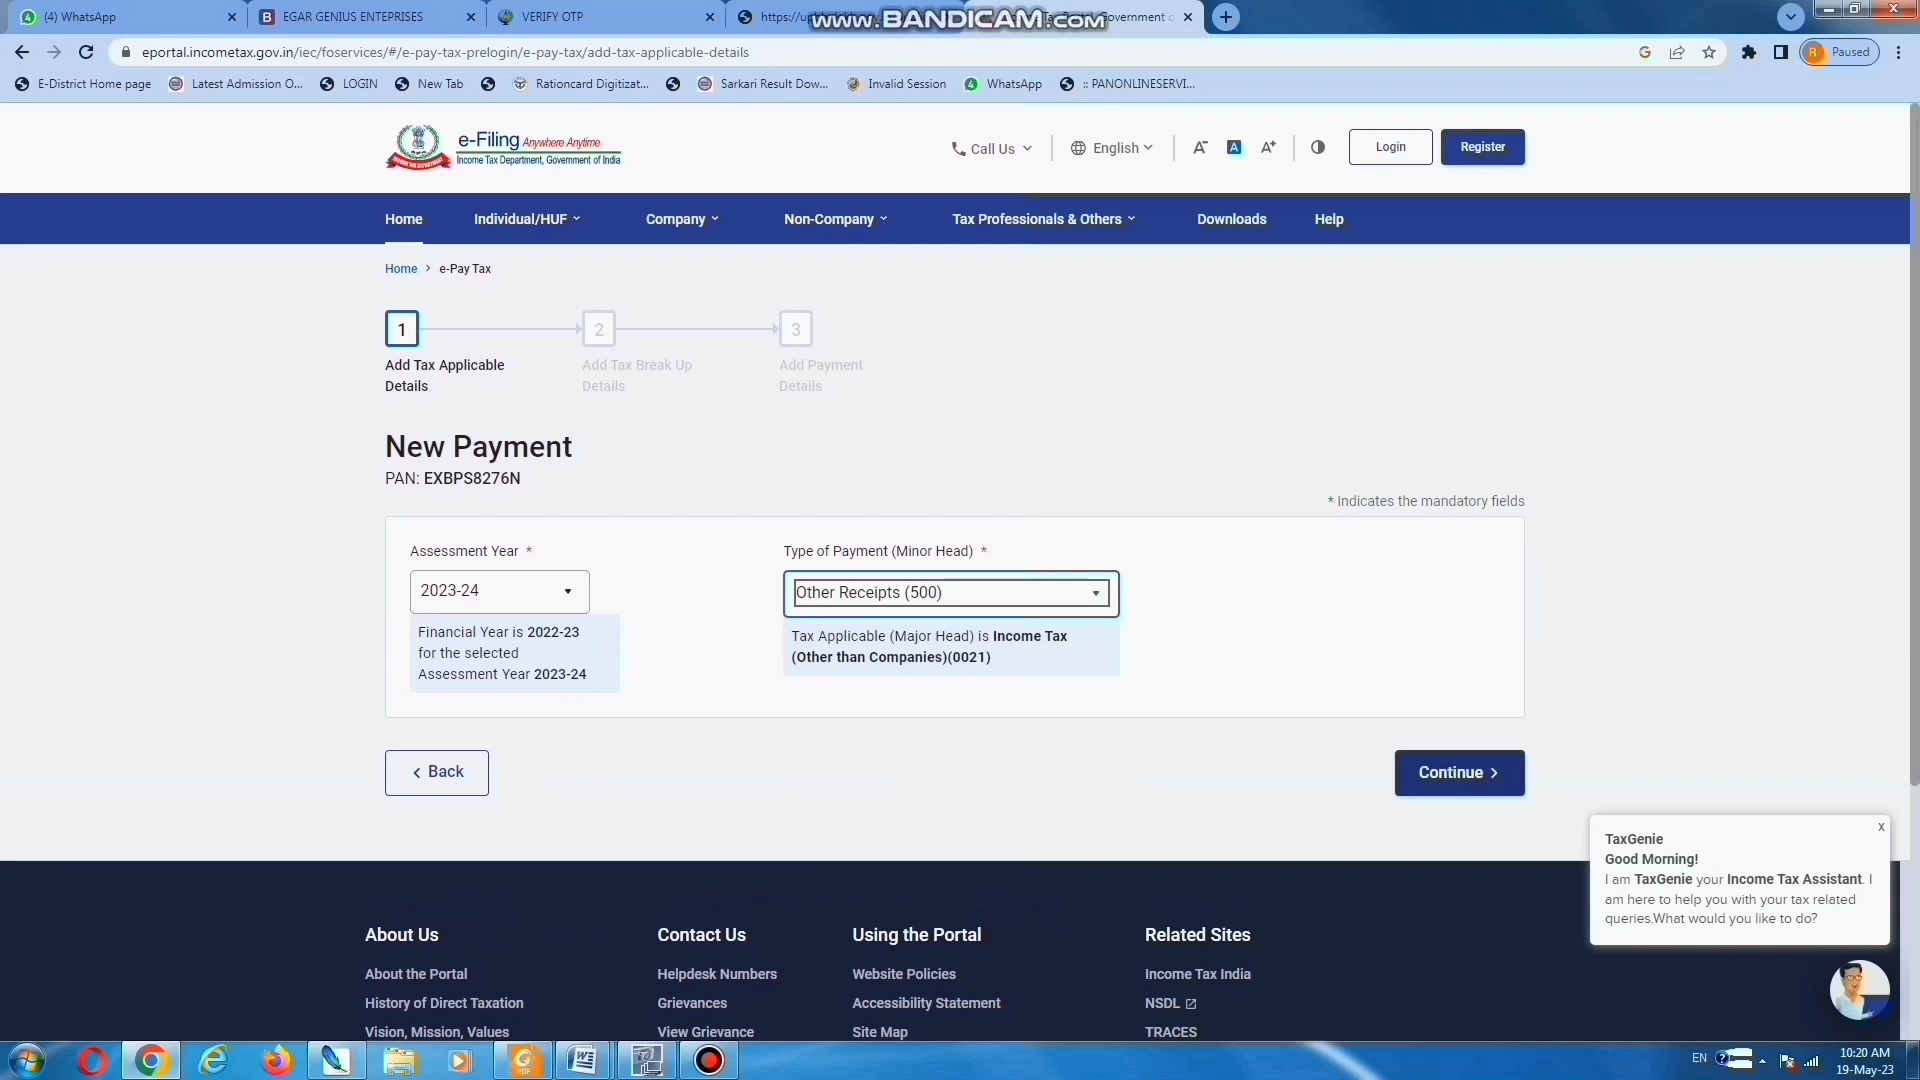 (4) WhatsApp
EGAR GENIUS ENTEPRISES
VERIFY OTP
www.BANDICAM.com
eportal.incometax.gov.in/iec/foservices/#/e-pay-tax-prelogin/e-pay-tax/add-tax-applicable-details
R Paused
E-District Home page
Latest Admission O...
LOGIN
New Tab
Rationcard Digitizat...
Sarkari Result Dow...
Invalid Session
WhatsApp
:: PANONLINESERVI...
e-Filing Anywhere Anytime
Income Tax Department, Government of India
Call Us
English
A-
A
A+
Login
Register
Home
Individual/HUF
Company
Non-Company
Tax Professionals & Others
Downloads
Help
Home > e-Pay Tax
1
2
3
Add Tax Applicable
Details
Add Tax Break Up
Details
Add Payment
Details
New Payment
PAN: EXBPS8276N
* Indicates the mandatory fields
Assessment Year *
2023-24
Financial Year is 2022-23
for the selected
Assessment Year 2023-24
Type of Payment (Minor Head) *
Other Receipts (500)
Tax Applicable (Major Head) is Income Tax
(Other than Companies)(0021)
< Back
Continue >
x
TaxGenie
Good Morning!
I am TaxGenie your Income Tax Assistant. I
am here to help you with your tax related
queries.What would you like to do?
About Us
About the Portal
History of Direct Taxation
Vision, Mission, Values
Contact Us
Helpdesk Numbers
Grievances
View Grievance
Using the Portal
Website Policies
Accessibility Statement
Site Map
Related Sites
Income Tax India
NSDL
TRACES
EN
10:20 AM
19-May-23